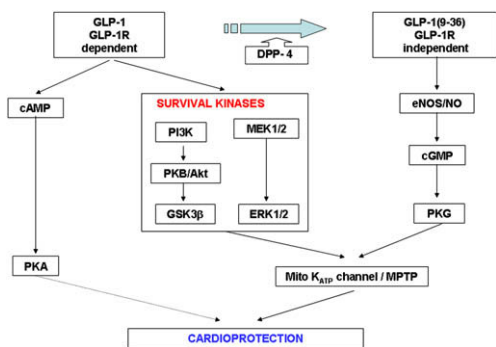 GLP-1
GLP-1R
dependent
DPP- 4
GLP-1(9-36)
GLP-1R
independent
cAMP
SURVIVAL KINASES
PI3K
MEK1/2
PKB/Akt
GSK3β
ERK1/2
eNOS/NO
cGMP
PKG
PKA
Mito KATP channel / MPTP
CARDIOPROTECTION